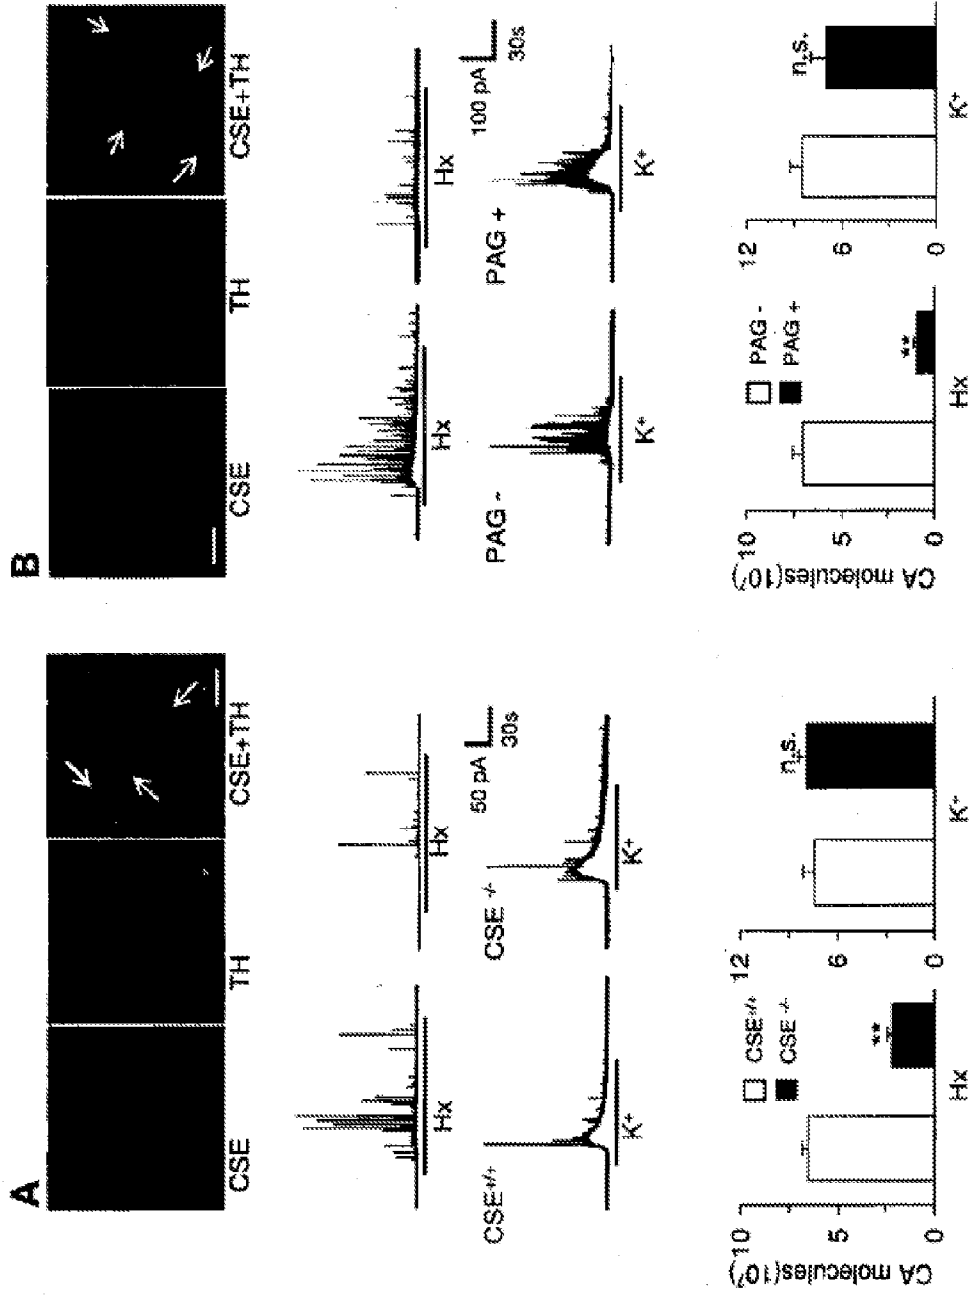 A
CSE TH CSE+TH
Hx Hx
50 pA
30s
CSE+/+ CSE -/-
K+ K+
CA molecules(10⁷)
10
5
0
CSE+/+
CSE -/-
**
Hx
12
6
0
n.s.
K+
B
CSE TH CSE+TH
Hx Hx
100 pA
30s
PAG - PAG +
K+ K+
CA molecules(10⁷)
10
5
0
PAG -
PAG +
**
Hx
12
6
0
n.s.
K+